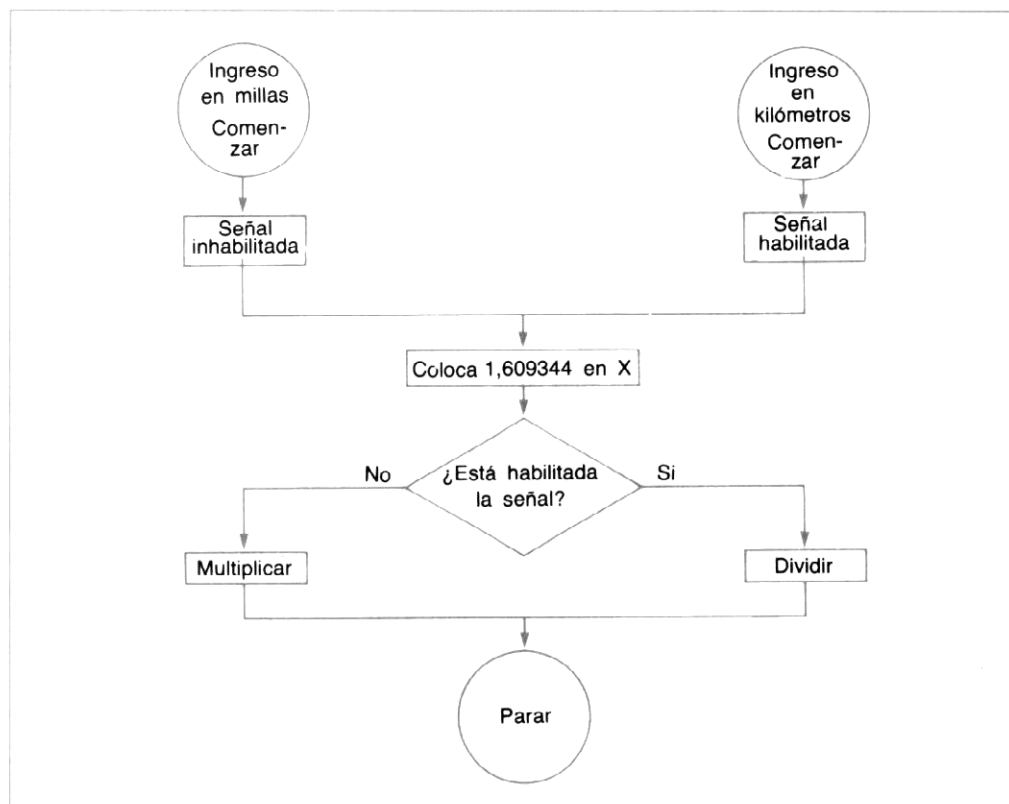 Ingreso
en millas
Comen-
zar
Ingreso
en
kilómetros
Comen-
zar
Señal
inhabilitada
Señal
habilitada
Coloca 1,609344 en X
¿Está habilitada
la señal?
No
Si
Multiplicar
Dividir
Parar